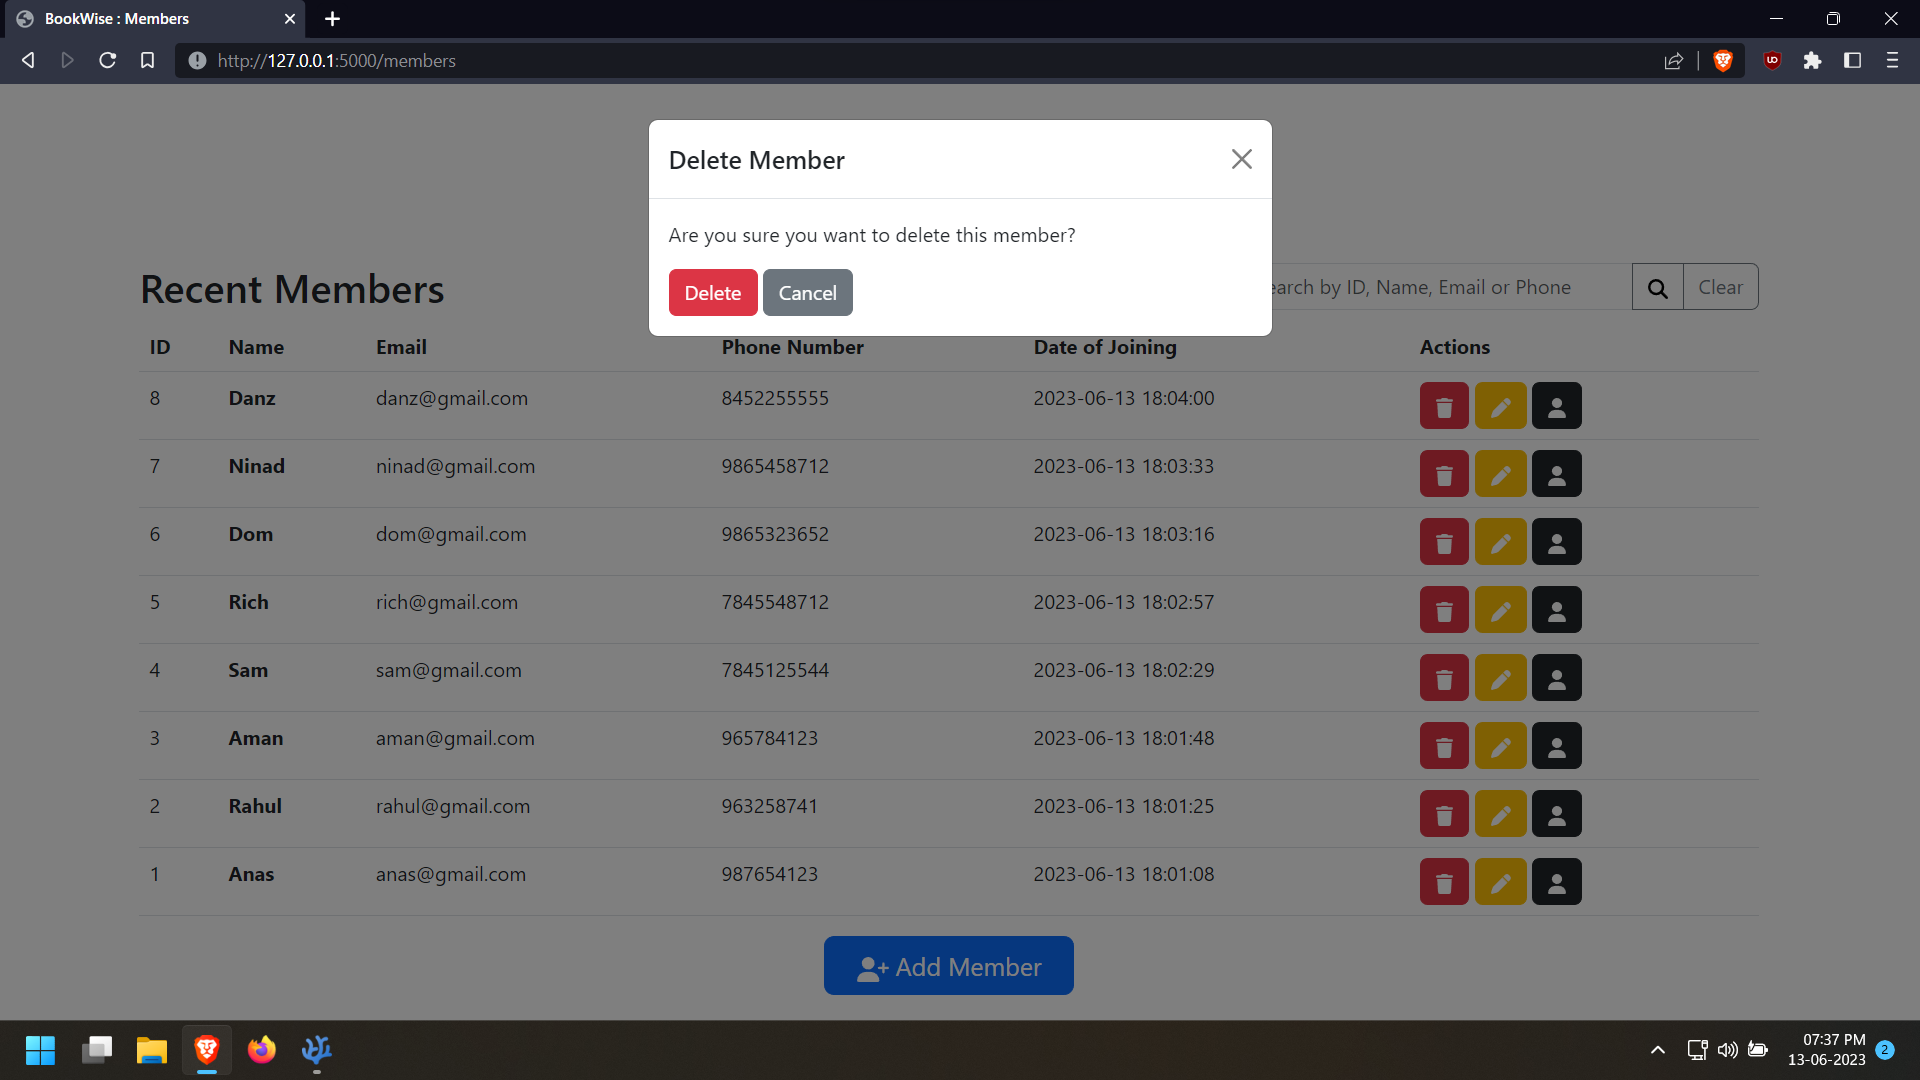 BookWise : Members
http://127.0.0.1:5000/members
Delete Member
Are you sure you want to delete this member?
Delete Cancel
Recent Members
earch by ID, Name, Email or Phone Clear
ID Name Email Phone Number Date of Joining Actions
8 Danz danz@gmail.com 8452255555 2023-06-13 18:04:00
7 Ninad ninad@gmail.com 9865458712 2023-06-13 18:03:33
6 Dom dom@gmail.com 9865323652 2023-06-13 18:03:16
5 Rich rich@gmail.com 7845548712 2023-06-13 18:02:57
4 Sam sam@gmail.com 7845125544 2023-06-13 18:02:29
3 Aman aman@gmail.com 965784123 2023-06-13 18:01:48
2 Rahul rahul@gmail.com 963258741 2023-06-13 18:01:25
1 Anas anas@gmail.com 987654123 2023-06-13 18:01:08
Add Member
07:37 PM
13-06-2023 2